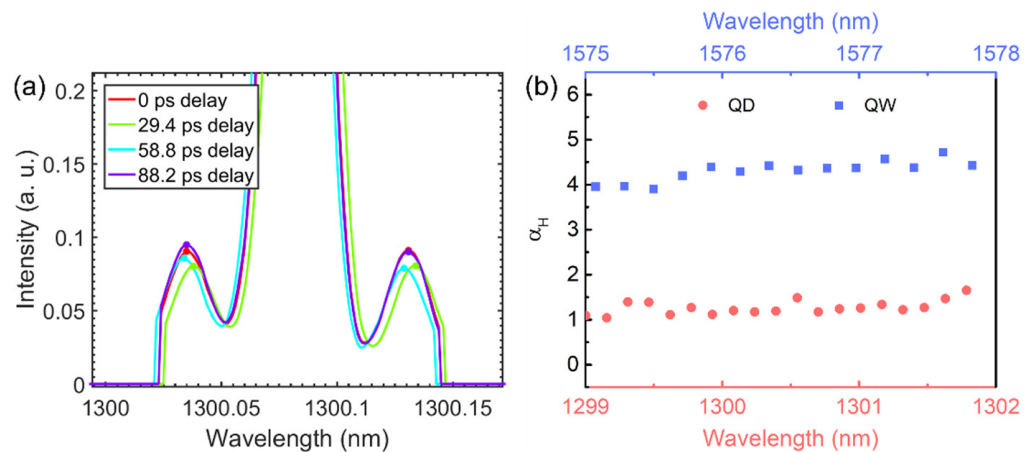 (a)
Intensity (a. u.)
0.2
0.15
0.1
0.05
0
0 ps delay
29.4 ps delay
58.8 ps delay
88.2 ps delay
1300
1300.05
1300.1
1300.15
Wavelength (nm)
Wavelength (nm)
1575
1576
1577
1578
(b)
QD
QW
α_H
6
5
4
3
2
1
0
1299
1300
1301
1302
Wavelength (nm)